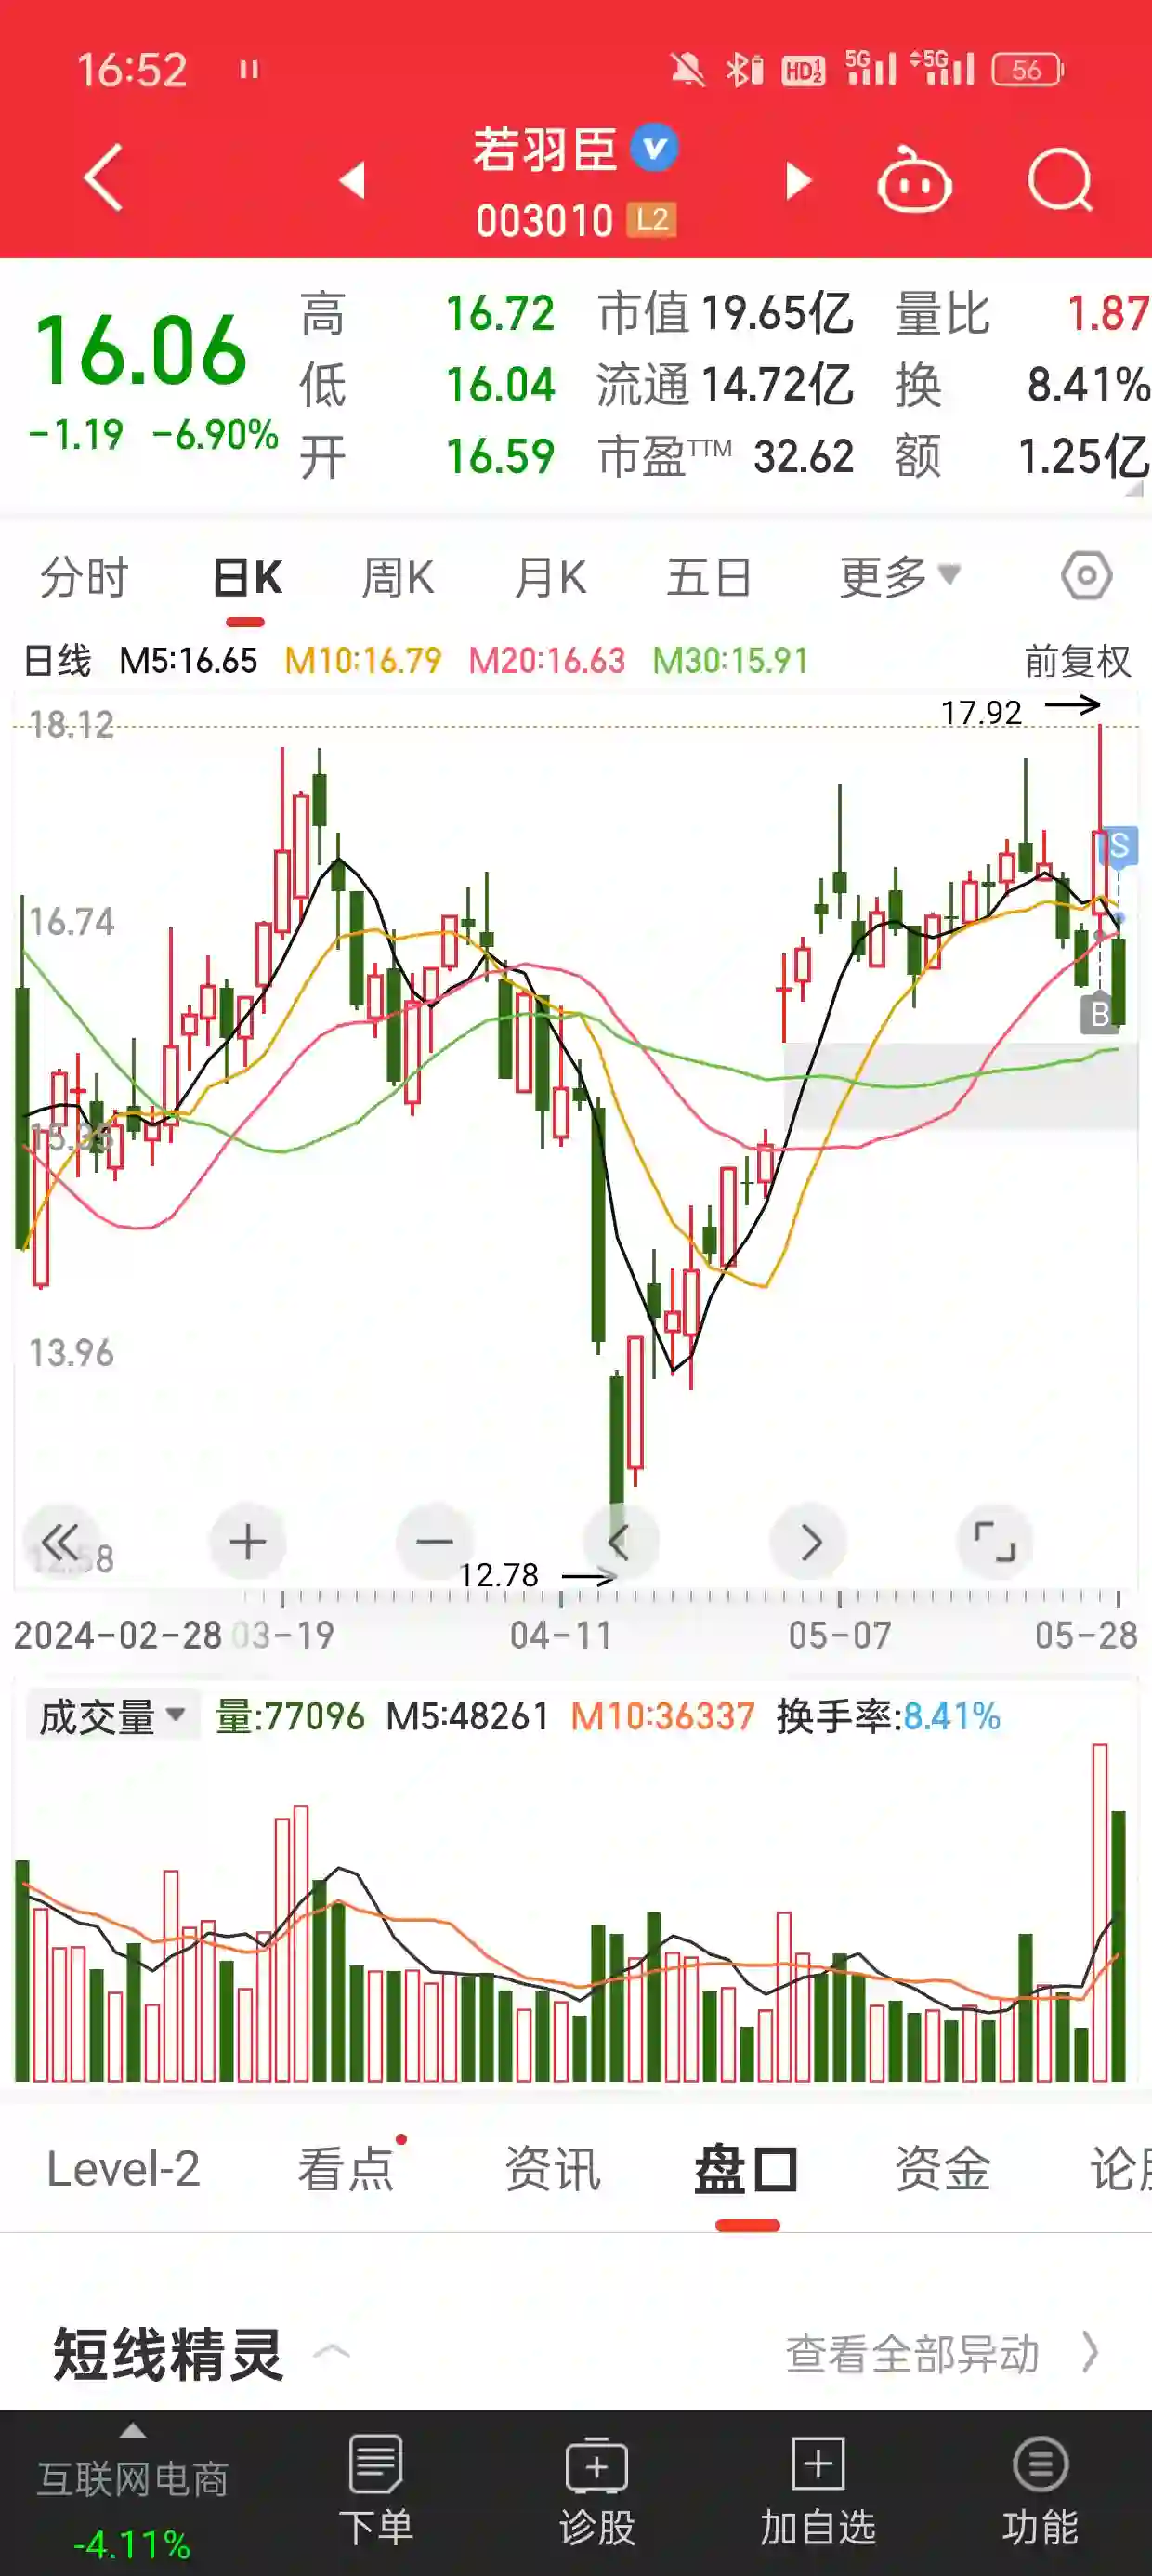 16:52 HD 1 2 5G 5G 56
若羽臣
003010 L2
16.06
-1.19 -6.90%
高 16.72 市值 19.65亿 量比 1.87
低 16.04 流通 14.72亿 换 8.41%
开 16.59 市盈TTM 32.62 额 1.25亿
分时 日K 周K 月K 五日 更多
日线 M5:16.65 M10:16.79 M20:16.63 M30:15.91 前复权
17.92
18.12
S
16.74
B
15.35
13.96
12.58
12.78
2024-02-28 03-19 04-11 05-07 05-28
成交量 量:77096 M5:48261 M10:36337 换手率:8.41%
Level-2 看点 资讯 盘口 资金 论
短线精灵 查看全部异动
互联网电商 下单 诊股 加自选 功能
-4.11%